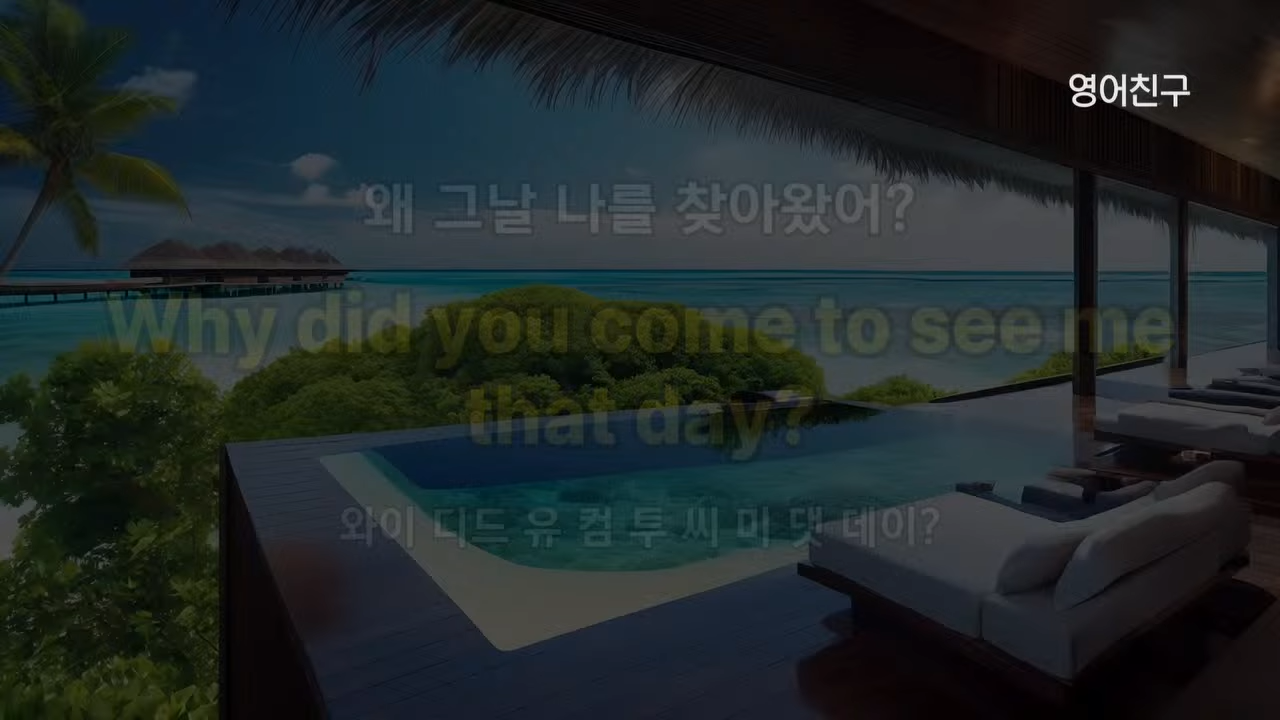 영어친구
왜 그날 나를 찾아왔어?
Why did you come to see me
that day?
와이 디드 유 컴 투 씨 미 댓 데이?